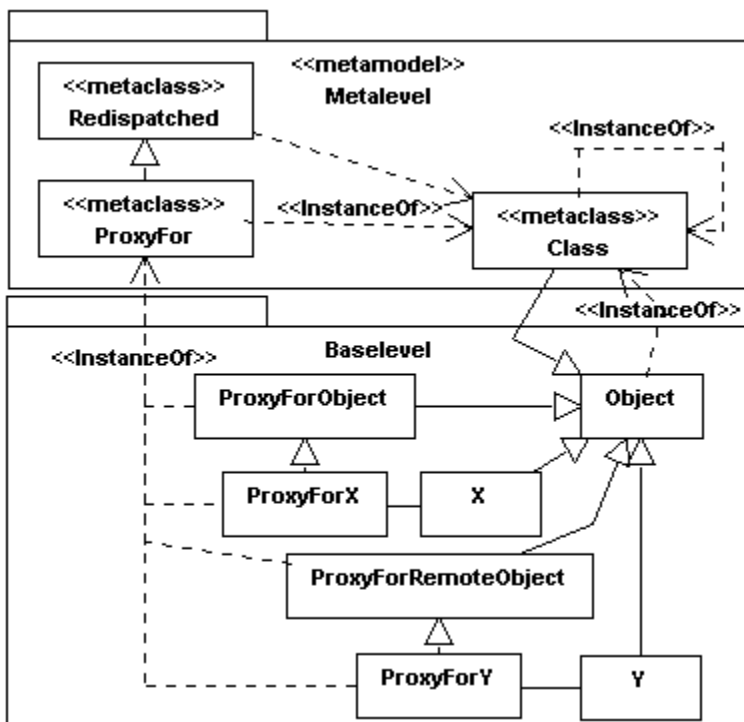 <<metamodel>>
Metalevel
<<metaclass>>
Redispatched
<<InstanceOf>>
<<metaclass>>
ProxyFor
<<InstanceOf>>
<<metaclass>>
Class
<<InstanceOf>>
Baselevel
<<InstanceOf>>
ProxyForObject
Object
ProxyForX
X
ProxyForRemoteObject
ProxyForY
Y